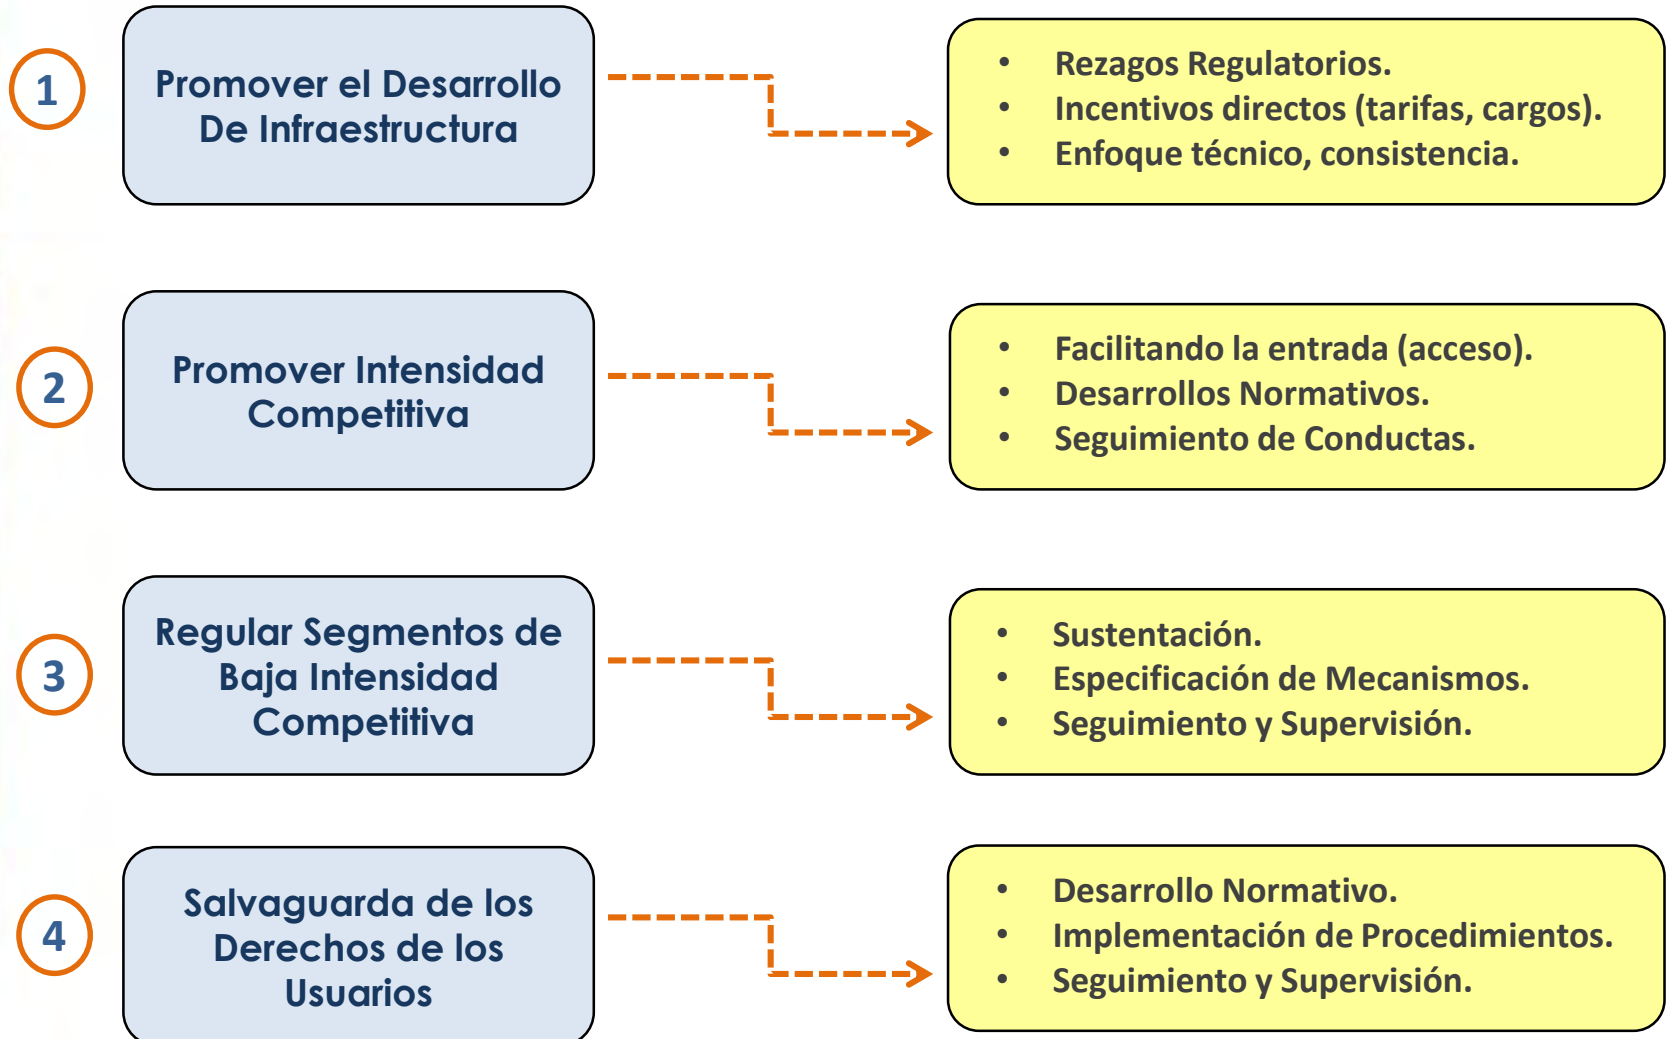 1
Promover el Desarrollo
De Infraestructura
• Rezagos Regulatorios.
• Incentivos directos (tarifas, cargos).
• Enfoque técnico, consistencia.
2
Promover Intensidad
Competitiva
• Facilitando la entrada (acceso).
• Desarrollos Normativos.
• Seguimiento de Conductas.
3
Regular Segmentos de
Baja Intensidad
Competitiva
• Sustentación.
• Especificación de Mecanismos.
• Seguimiento y Supervisión.
4
Salvaguarda de los
Derechos de los
Usuarios
• Desarrollo Normativo.
• Implementación de Procedimientos.
• Seguimiento y Supervisión.